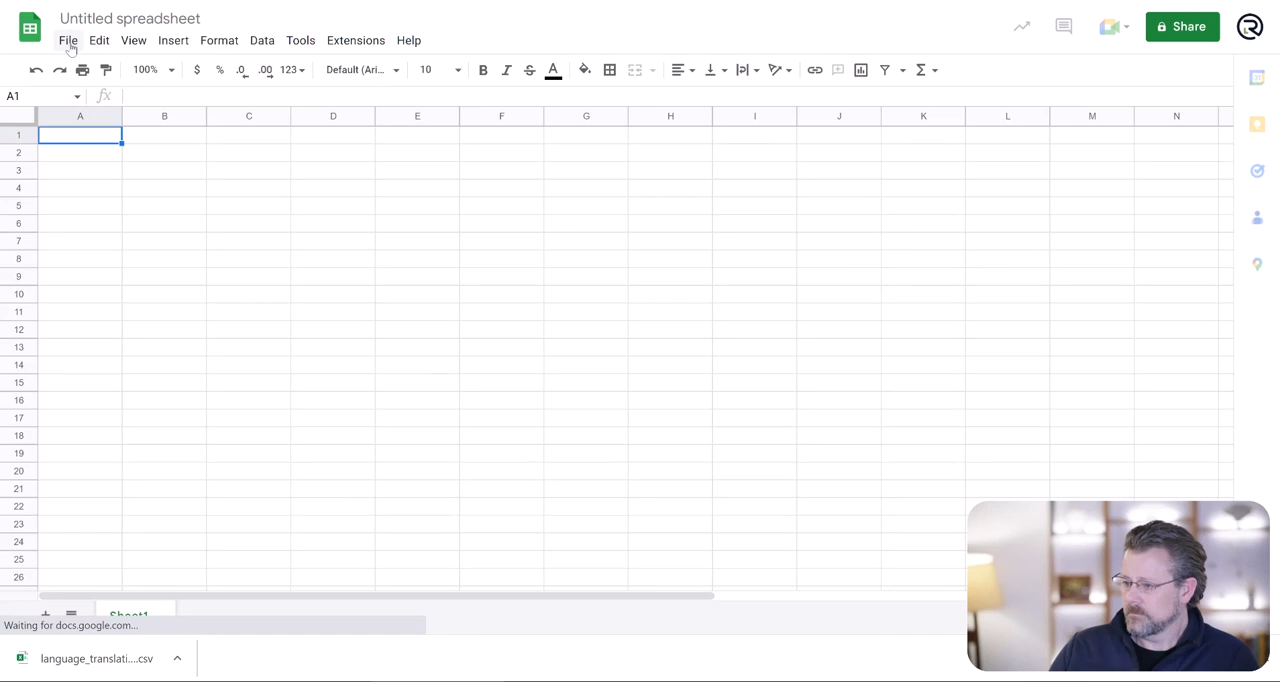 Untitled spreadsheet
File Edit View Insert Format Data Tools Extensions Help
Share
100% $ % .0 .00 123 Default (Ari... 10 B I S A Σ
A1 fx
A B C D E F G H I J K L M N
1
2
3
4
5
6
7
8
9
10
11
12
13
14
15
16
17
18
19
20
21
22
23
24
25
26
Sheet1
Waiting for docs.google.com...
language_translati....csv